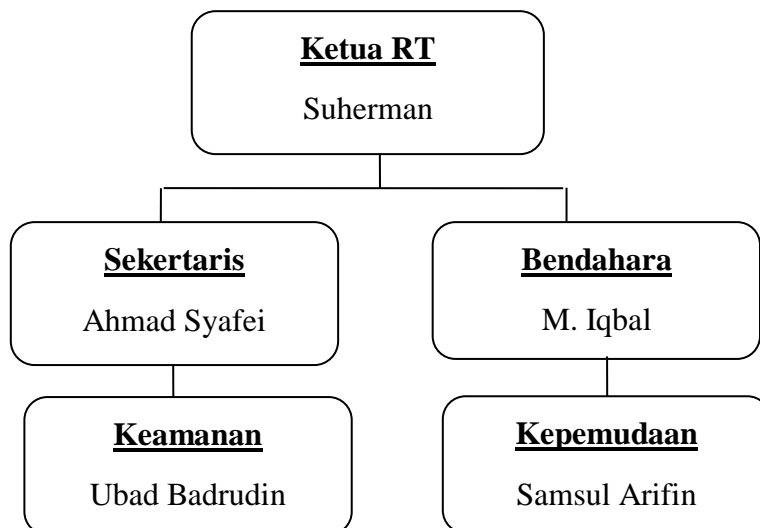 Ketua RT
Suherman
Sekertaris
Ahmad Syafei
Bendahara
M. Iqbal
Keamanan
Ubad Badrudin
Kepemudaan
Samsul Arifin